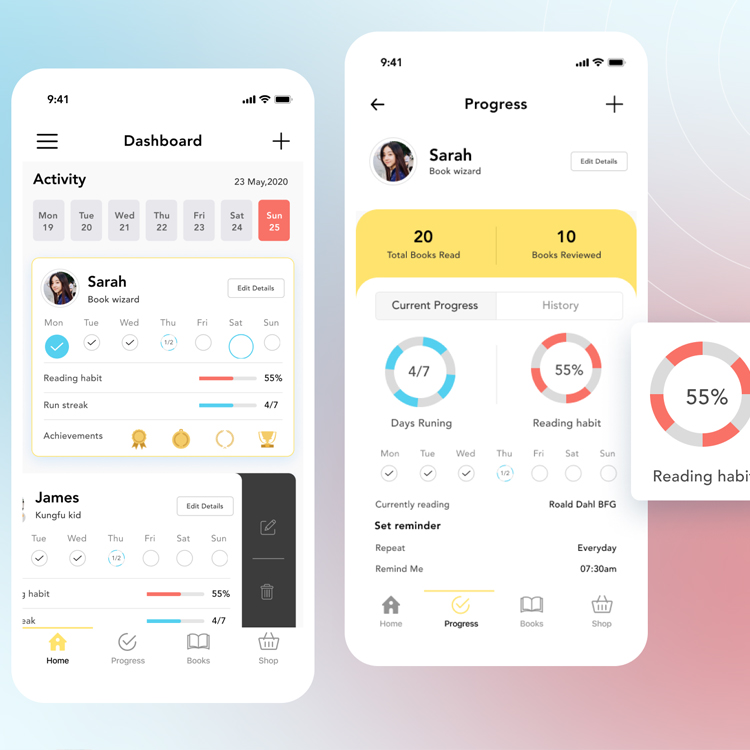 9:41
Dashboard
Activity
23 May,2020
Mon Tue Wed Thu Fri Sat Sun
19 20 21 22 23 24 25
Sarah
Book wizard
Edit Details
Mon Tue Wed Thu Fri Sat Sun
1/2
Reading habit 55%
Run streak 4/7
Achievements
James
Kungfu kid
Edit Details
Tue Wed Thu Fri Sat Sun
1/2
g habit 55%
eak 4/7
Home Progress Books Shop
9:41
Progress
Sarah
Book wizard
Edit Details
20 10
Total Books Read Books Reviewed
Current Progress History
4/7 55%
Days Runing Reading habit
Mon Tue Wed Thu Fri Sat Sun
1/2
Currently reading Roald Dahl BFG
Set reminder
Repeat Everyday
Remind Me 07:30am
Home Progress Books Shop
55%
Reading habit